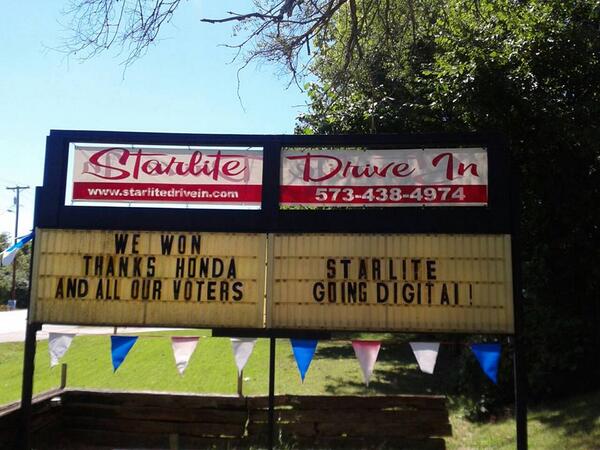 Starlite
www.starlitedrivein.com
Drive In
573-438-4974
WE WON
THANKS HONDA
AND ALL OUR VOTERS
STARLITE
GOING DIGITAL!